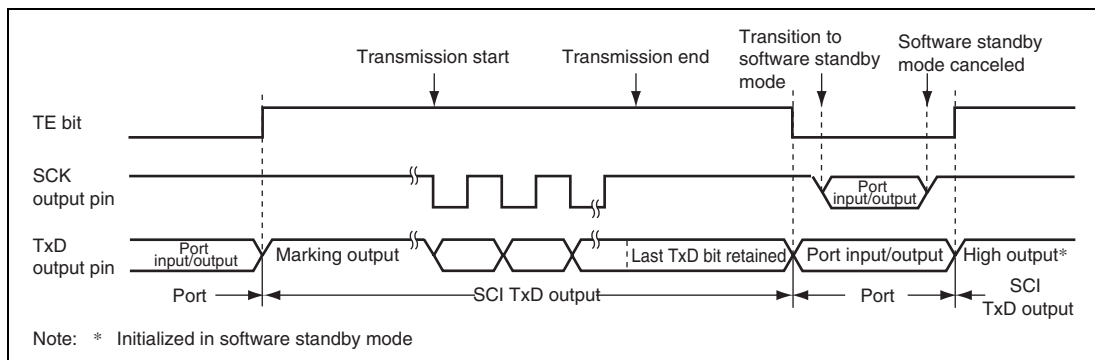 Transmission start
Transmission end
Transition to
software standby
mode
Software standby
mode canceled
TE bit
SCK
output pin
Port
input/output
TxD
output pin
Port
input/output
Marking output
Last TxD bit retained
Port input/output
High output*
Port
SCI TxD output
Port
SCI
TxD output
Note: * Initialized in software standby mode